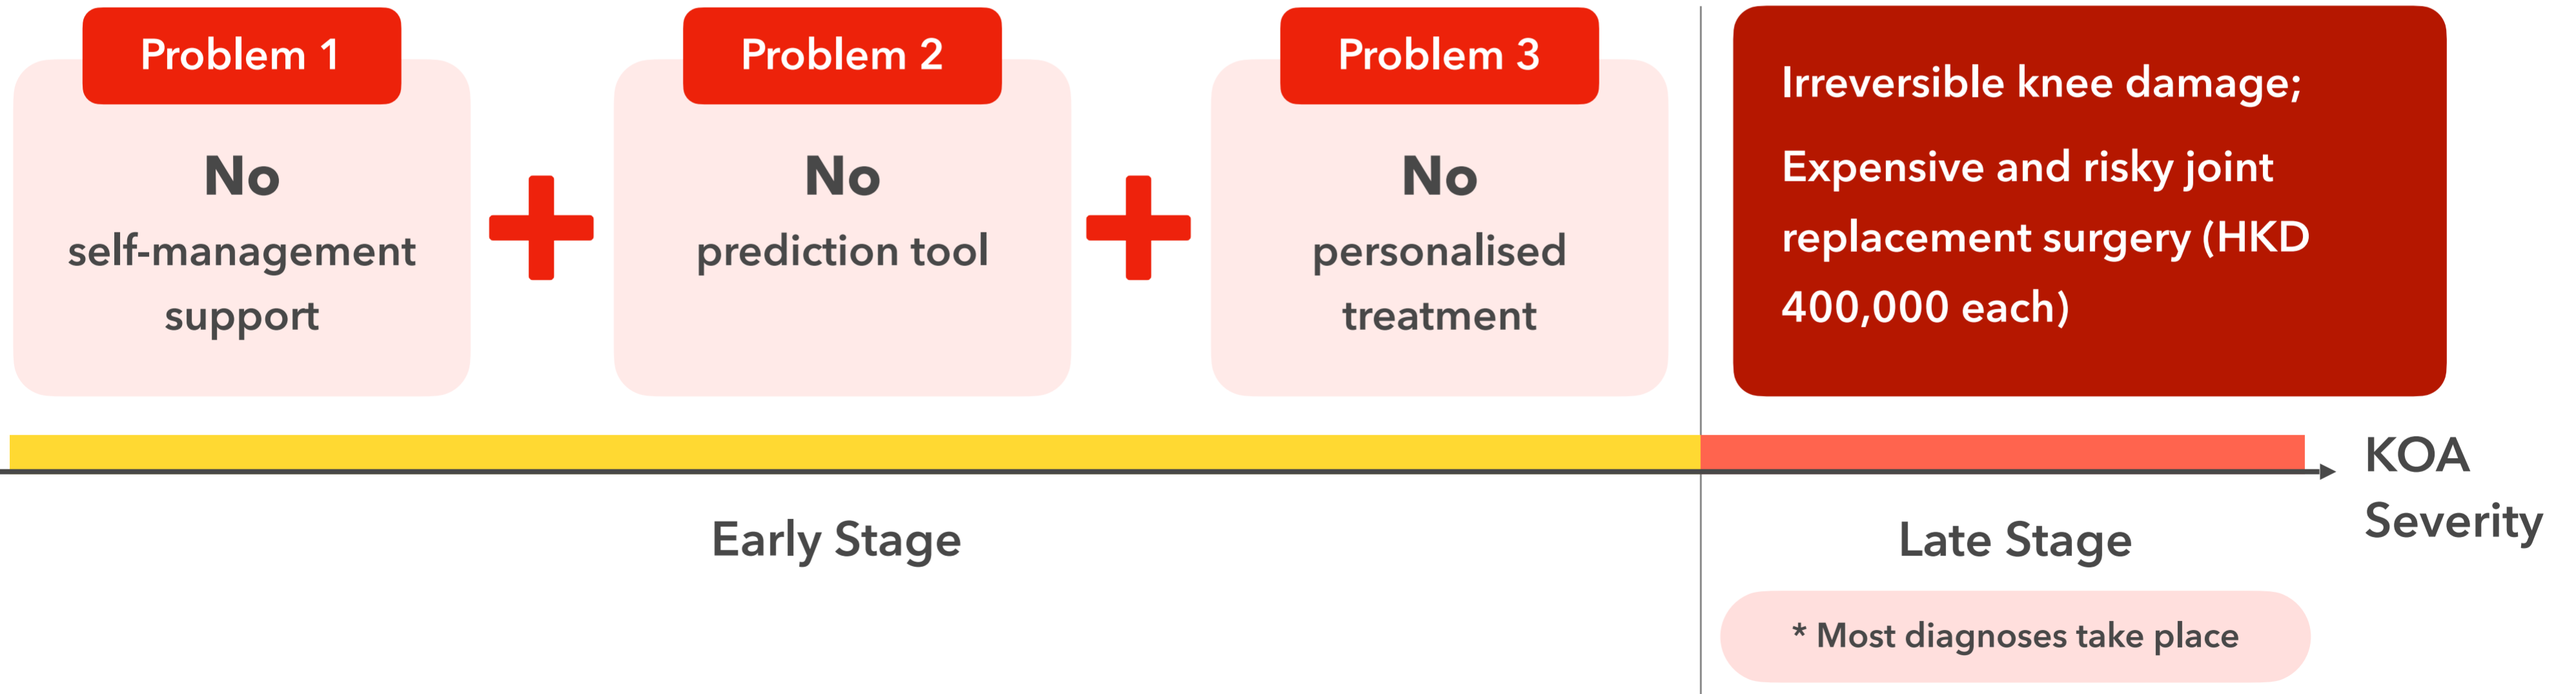 Problem 1
No
self-management
support
Problem 2
No
prediction tool
Problem 3
No
personalised
treatment
Irreversible knee damage;
Expensive and risky joint
replacement surgery (HKD
400,000 each)
KOA
Severity
Early Stage
Late Stage
* Most diagnoses take place